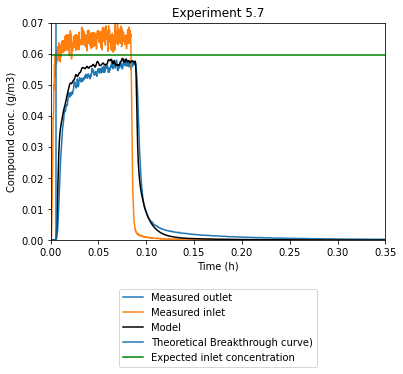 Experiment 5.7
0.07
0.06
0.05
0.04
0.03
0.02
0.01
0.00
Compound conc. (g/m3)
0.00 0.05 0.10 0.15 0.20 0.25 0.30 0.35
Time (h)
Measured outlet
Measured inlet
Model
Theoretical Breakthrough curve)
Expected inlet concentration